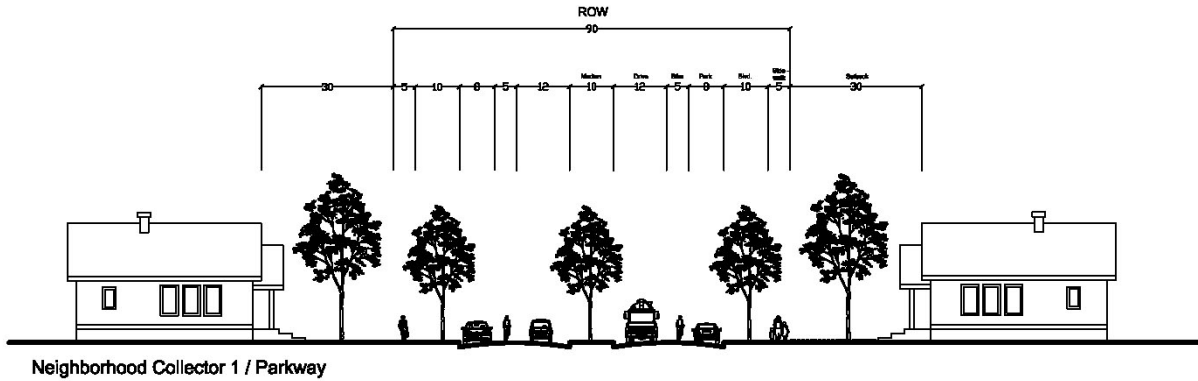 ROW
90
Median Drive Bike Park Blvd. Side walk Setback
30 5 10 8 5 12 10 12 5 8 10 5 30
Neighborhood Collector 1 / Parkway